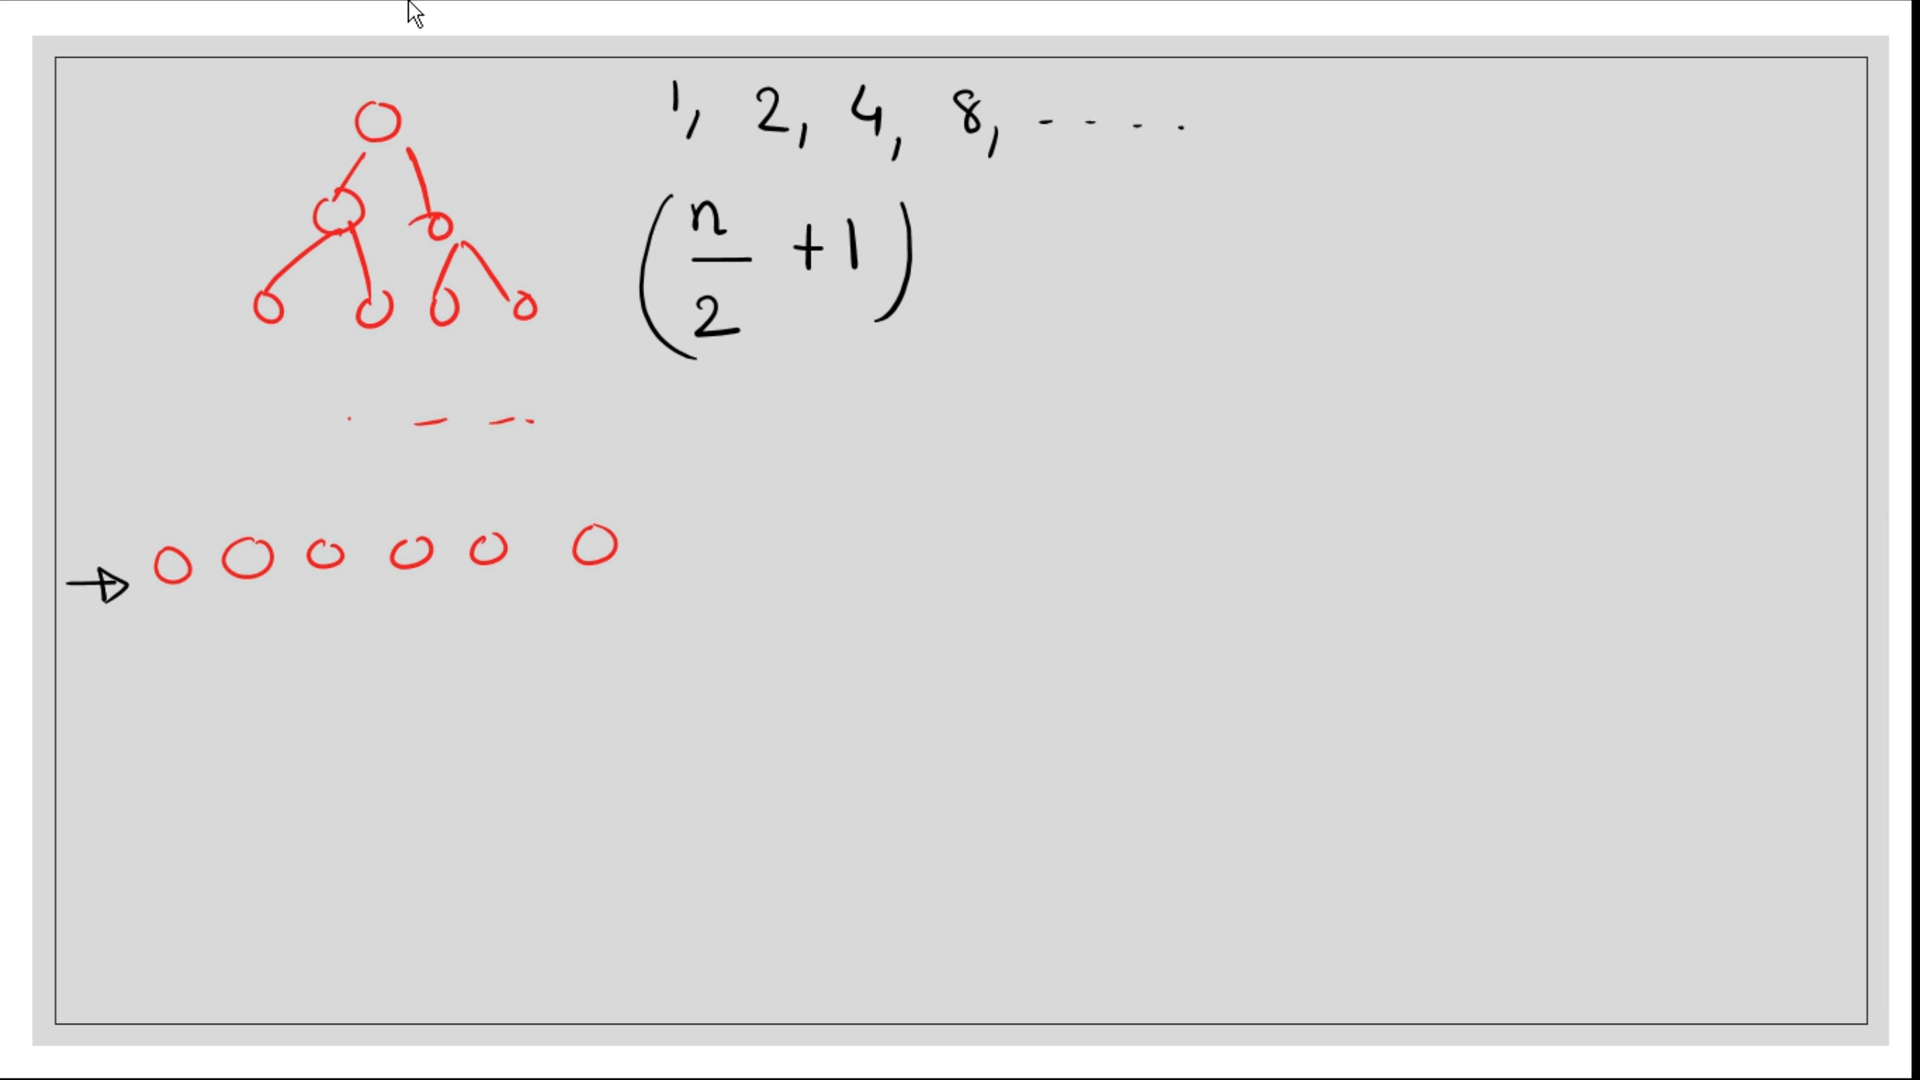 1, 2, 4, 8, - - - .
(n/2 + 1)